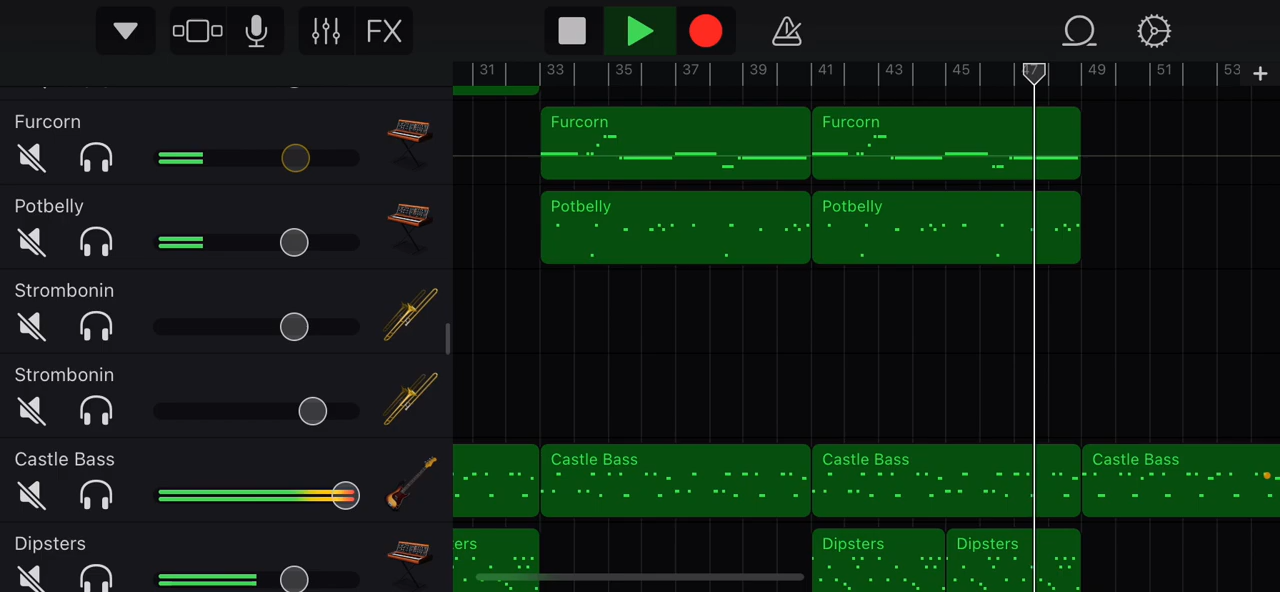 FX
31 33 35 37 39 41 43 45 47 49 51 53
Furcorn
Furcorn Furcorn
Potbelly
Potbelly Potbelly
Strombonin
Strombonin
Castle Bass
Castle Bass Castle Bass Castle Bass
Dipsters
ers Dipsters Dipsters